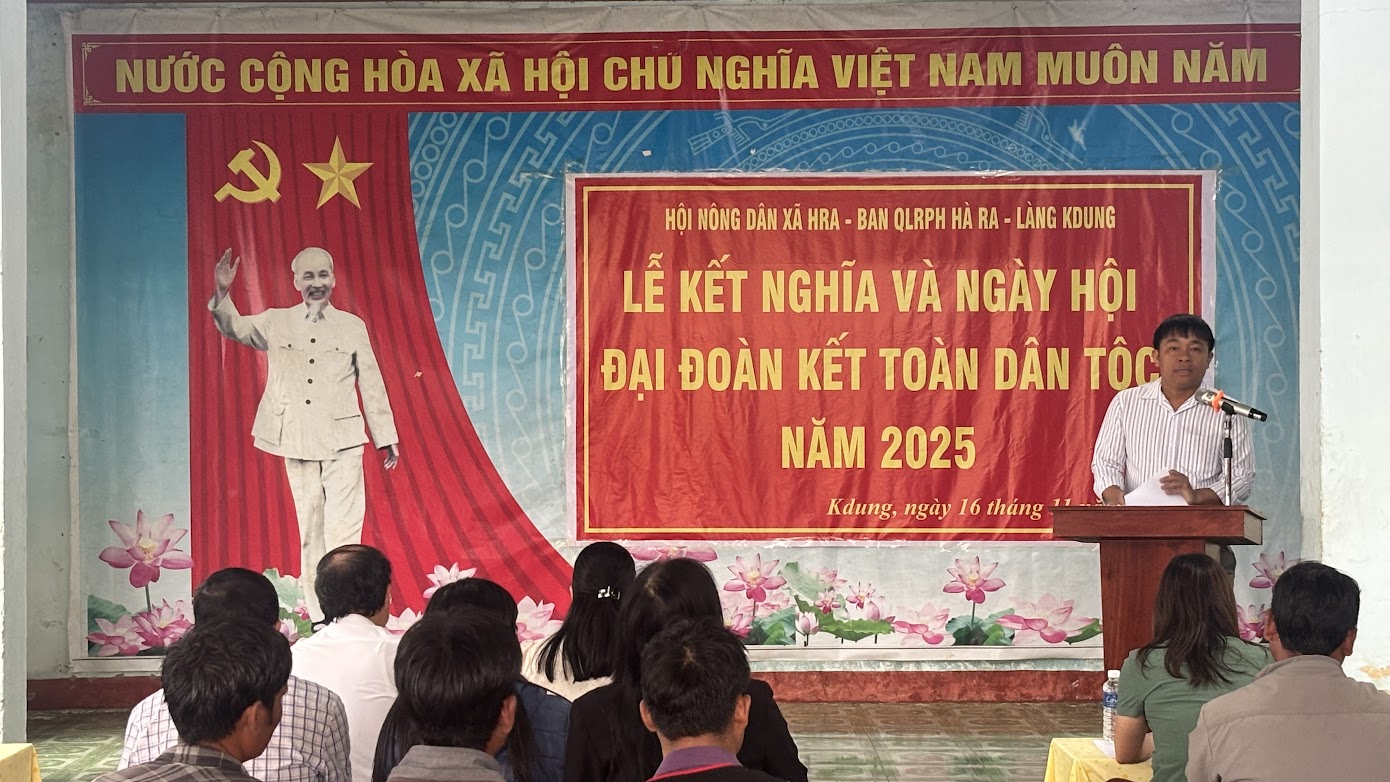 NƯỚC CỘNG HÒA XÃ HỘI CHỦ NGHĨA VIỆT NAM MUÔN NĂM
HỘI NÔNG DÂN XÃ HRA - BAN QLRPH HÀ RA - LÀNG KDUNG
LỄ KẾT NGHĨA VÀ NGÀY HỘI
ĐẠI ĐOÀN KẾT TOÀN DÂN TỘC
NĂM 2025
Kdung, ngày 16 tháng 11